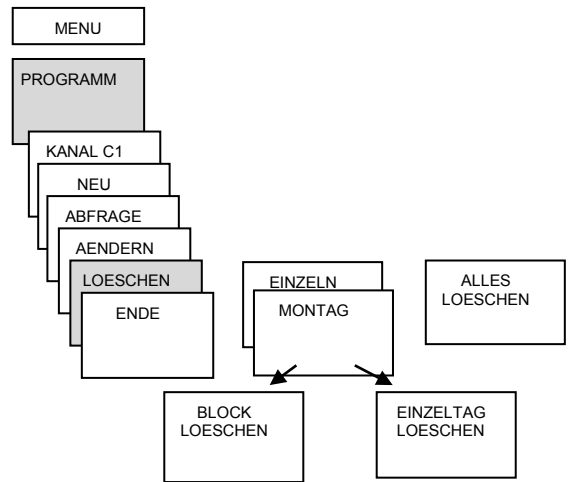 MENU
PROGRAMM
KANAL C1
NEU
ABFRAGE
AENDERN
LOESCHEN
ENDE
EINZELN
MONTAG
ALLES
LOESCHEN
BLOCK
LOESCHEN
EINZELTAG
LOESCHEN